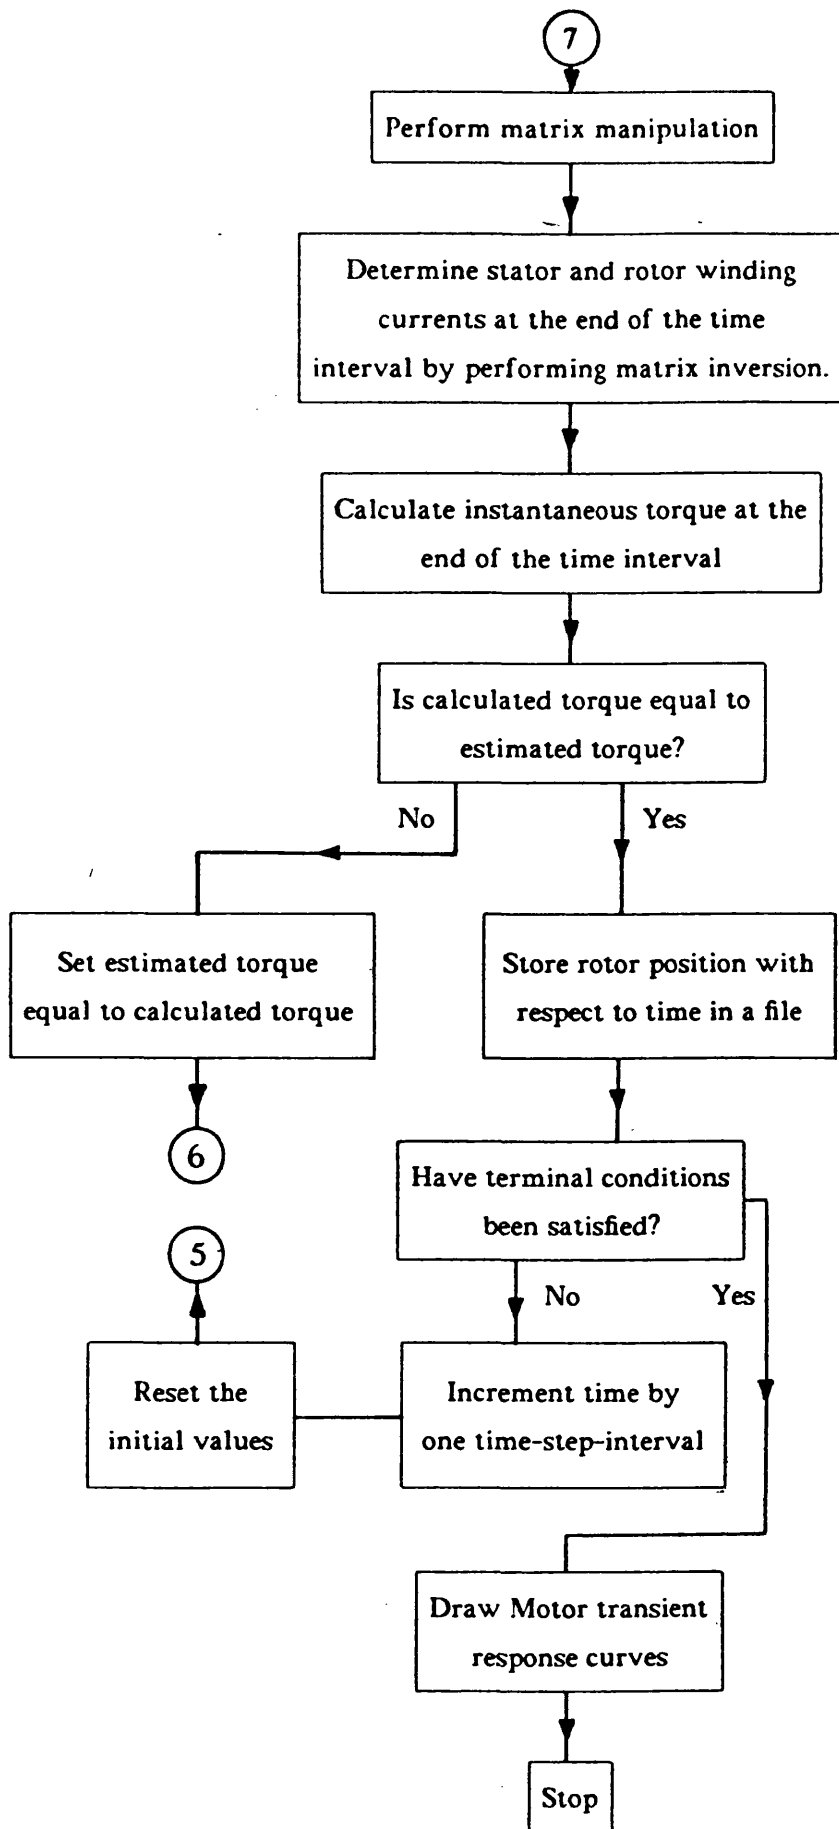 7
Perform matrix manipulation
Determine stator and rotor winding
currents at the end of the time
interval by performing matrix inversion.
Calculate instantaneous torque at the
end of the time interval
Is calculated torque equal to
estimated torque?
No
Yes
Set estimated torque
equal to calculated torque
Store rotor position with
respect to time in a file
6
Have terminal conditions
been satisfied?
5
No
Yes
Reset the
initial values
Increment time by
one time-step-interval
Draw Motor transient
response curves
Stop